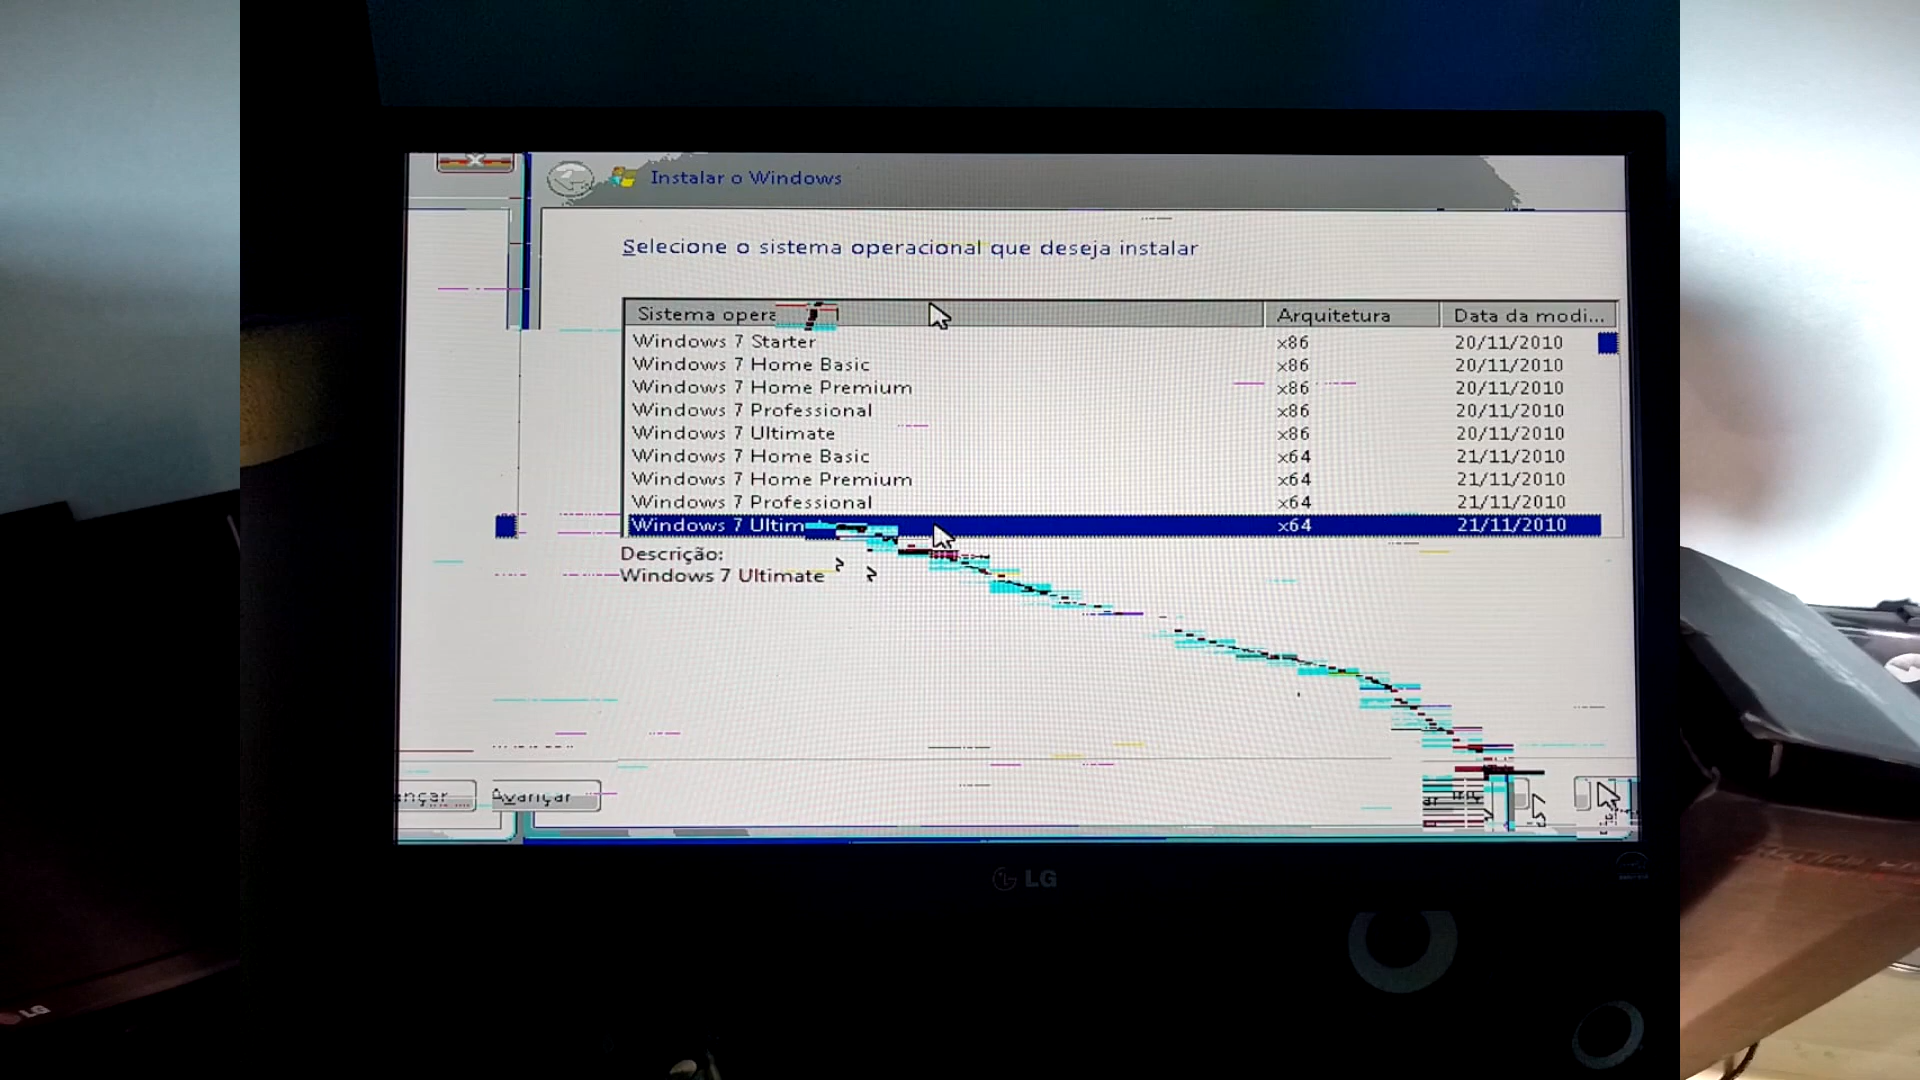 Instalar o Windows
Selecione o sistema operacional que deseja instalar
Sistema opera Arquitetura Data da modi...
Windows 7 Starter x86 20/11/2010
Windows 7 Home Basic x86 20/11/2010
Windows 7 Home Premium x86 20/11/2010
Windows 7 Professional x86 20/11/2010
Windows 7 Ultimate x86 20/11/2010
Windows 7 Home Basic x64 21/11/2010
Windows 7 Home Premium x64 21/11/2010
Windows 7 Professional x64 21/11/2010
Windows 7 Ultim x64 21/11/2010
Descrição:
Windows 7 Ultimate
ançar Avançar
LG
LG